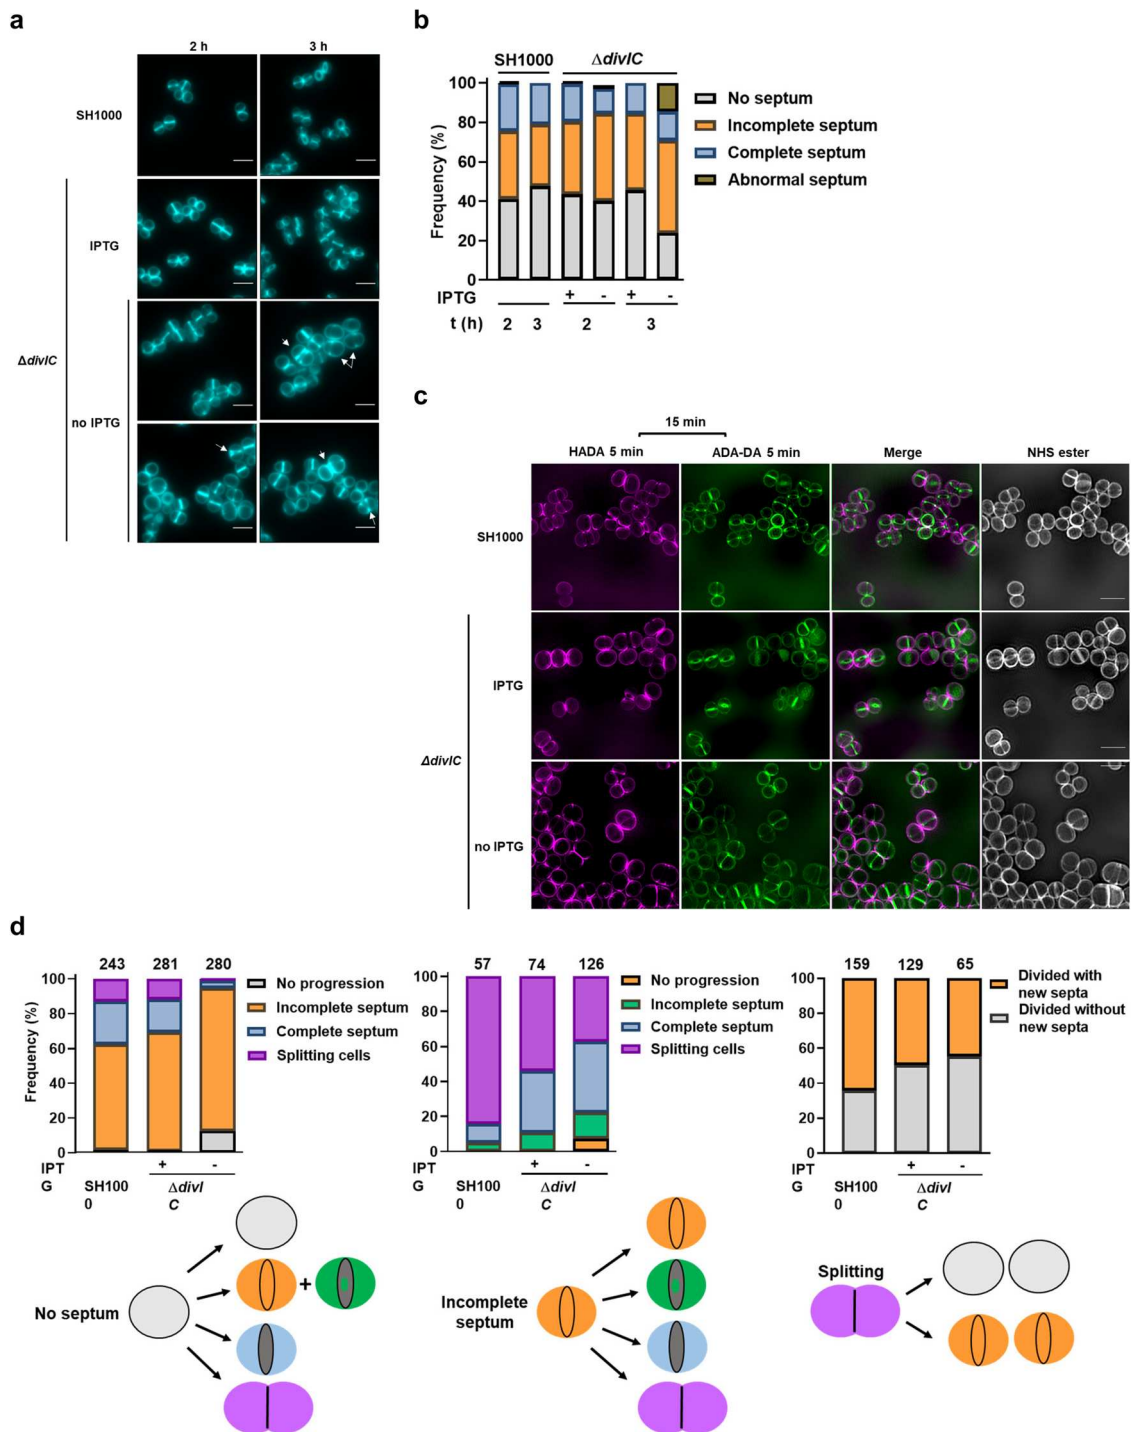 a
2 h 3 h
SH1000
IPTG
ΔdivIC
no IPTG
b
SH1000 ΔdivIC
100
80
60
40
20
0
Frequency (%)
No septum
Incomplete septum
Complete septum
Abnormal septum
IPTG + - + -
t (h) 2 3 2 3
c
15 min
HADA 5 min ADA-DA 5 min Merge NHS ester
SH1000
IPTG
ΔdivIC
no IPTG
d
243 281 280
100
80
60
40
20
0
Frequency (%)
No progression
Incomplete septum
Complete septum
Splitting cells
IPT + -
G SH100 ΔdivI
0 C
57 74 126
100
80
60
40
20
0
No progression
Incomplete septum
Complete septum
Splitting cells
IPT + -
G SH100 ΔdivI
0 C
159 129 65
100
80
60
40
20
0
Divided with
new septa
Divided without
new septa
IPT + -
G SH100 ΔdivI
0 C
No septum
+
Incomplete
septum
Splitting